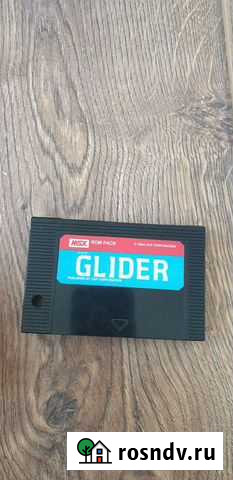 MSX ROM PACK
GLIDER
rosndv.ru